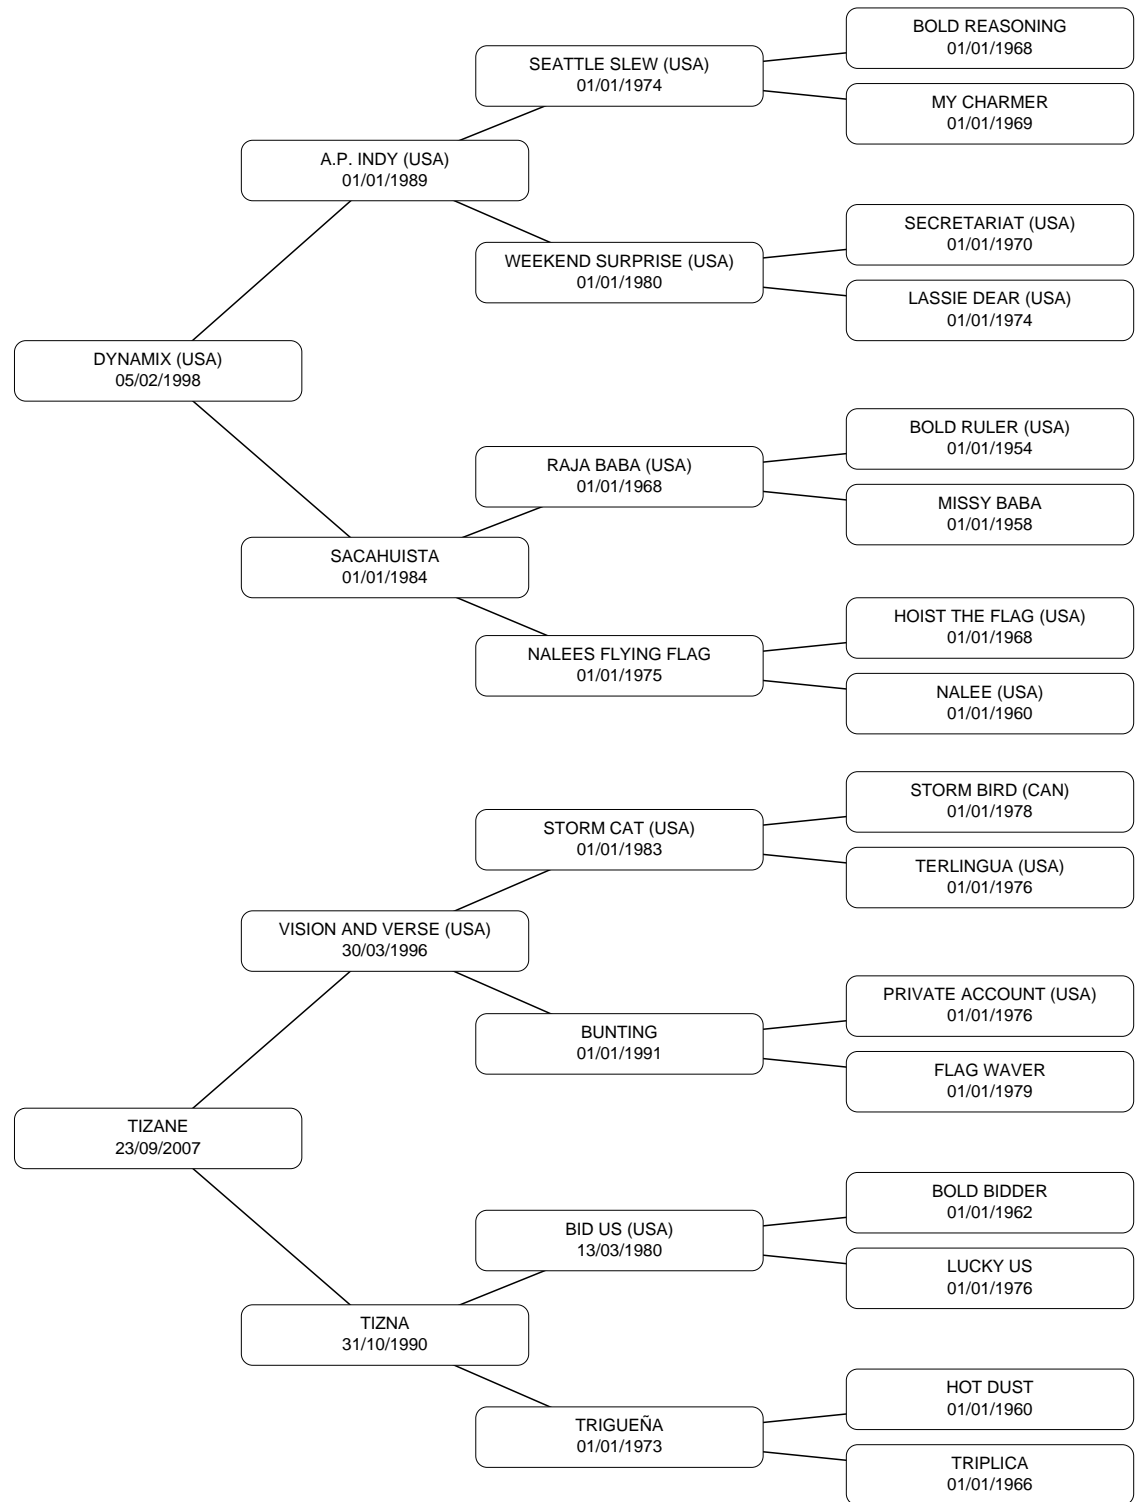 BOLD REASONING
01/01/1968
SEATTLE SLEW (USA)
01/01/1974
MY CHARMER
01/01/1969
A.P. INDY (USA)
01/01/1989
SECRETARIAT (USA)
01/01/1970
WEEKEND SURPRISE (USA)
01/01/1980
LASSIE DEAR (USA)
01/01/1974
DYNAMIX (USA)
05/02/1998
BOLD RULER (USA)
01/01/1954
RAJA BABA (USA)
01/01/1968
MISSY BABA
01/01/1958
SACAHUISTA
01/01/1984
HOIST THE FLAG (USA)
01/01/1968
NALEES FLYING FLAG
01/01/1975
NALEE (USA)
01/01/1960
STORM BIRD (CAN)
01/01/1978
STORM CAT (USA)
01/01/1983
TERLINGUA (USA)
01/01/1976
VISION AND VERSE (USA)
30/03/1996
PRIVATE ACCOUNT (USA)
01/01/1976
BUNTING
01/01/1991
FLAG WAVER
01/01/1979
TIZANE
23/09/2007
BOLD BIDDER
01/01/1962
BID US (USA)
13/03/1980
LUCKY US
01/01/1976
TIZNA
31/10/1990
HOT DUST
01/01/1960
TRIGUEÑA
01/01/1973
TRIPLICA
01/01/1966